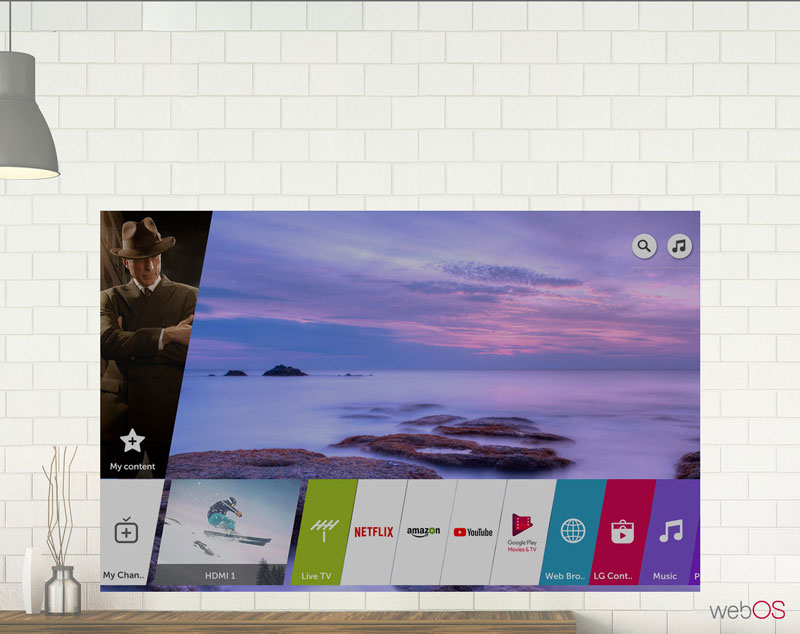 My content
My Chan..
HDMI 1
Live TV
NETFLIX
amazon
YouTube
Google Play
Movies & TV
Web Bro..
LG Cont..
Music
P
webOS